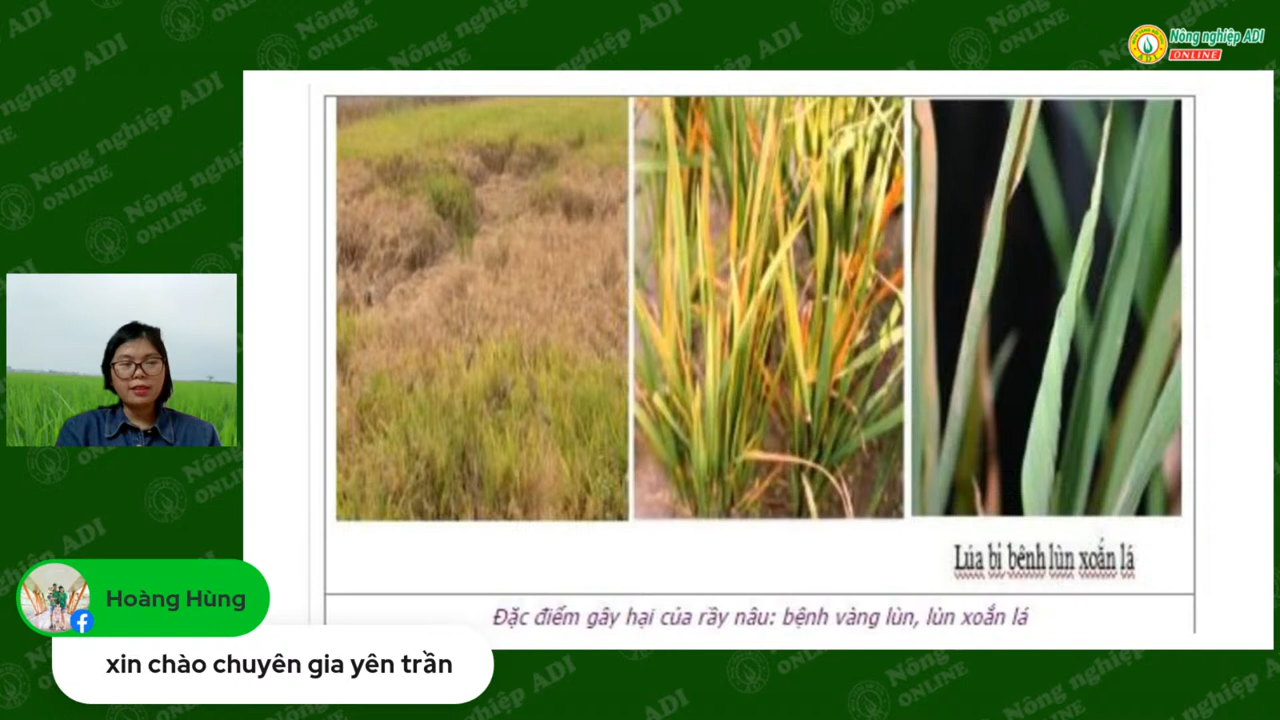 Nông nghiệp ADI
ONLINE
Lúa bị bệnh lùn xoắn lá
Đặc điểm gây hại của rầy nâu: bệnh vàng lùn, lùn xoắn lá
Hoàng Hùng
xin chào chuyên gia yên trần